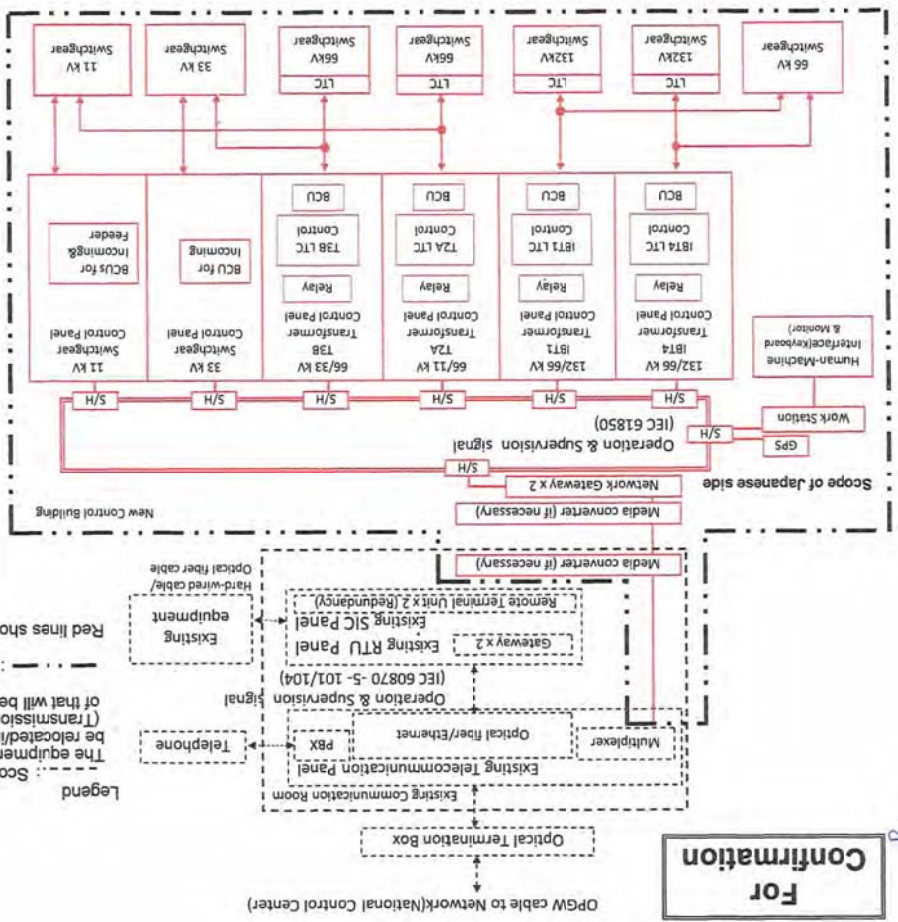 For
Confirmation
OPGW cable to Network(National Control Center)
Optical Termination Box
Existing Communication Room
Existing Telecommunication Panel
Multiplexer
Optical fiber/Ethernet
PBX
Telephone
Operation & Supervision Signal
(IEC 60870 -5- 101/104)
Gateway x 2
Existing RTU Panel
Existing SIC Panel
Remote Terminal Unit x 2 (Redundancy)
Existing
equipment
Hard-wired cable/
Optical fiber cable
Legend
The equipment
be relocated/i
(Transmissio
of that will be
Red lines sho
Media converter (if necessary)
New Control Building
Media converter (if necessary)
Network Gateway x 2
Scope of Japanese side
S/H
GPS
S/H
Work Station
Operation & Supervision signal
(IEC 61850)
Human-Machine
Interface(Keyboard
& Monitor)
S/H
S/H
S/H
S/H
S/H
S/H
132/66 kV
IBT4
Transformer
Control Panel
Relay
IBT4 LTC
Control
BCU
132/66 kV
IBT1
Transformer
Control Panel
Relay
IBT1 LTC
Control
BCU
66/11 kV
T2A
Transformer
Control Panel
Relay
T2A LTC
Control
BCU
66/33 kV
T3B
Transformer
Control Panel
Relay
T3B LTC
Control
BCU
33 kV
Switchgear
Control Panel
BCU for
Incoming
11 kV
Switchgear
Control Panel
BCUs for
Incoming&
Feeder
66 kV
Switchgear
LTC
132kV
Switchgear
LTC
132kV
Switchgear
LTC
66kV
Switchgear
LTC
66kV
Switchgear
33 kV
Switchgear
11 kV
Switchgear